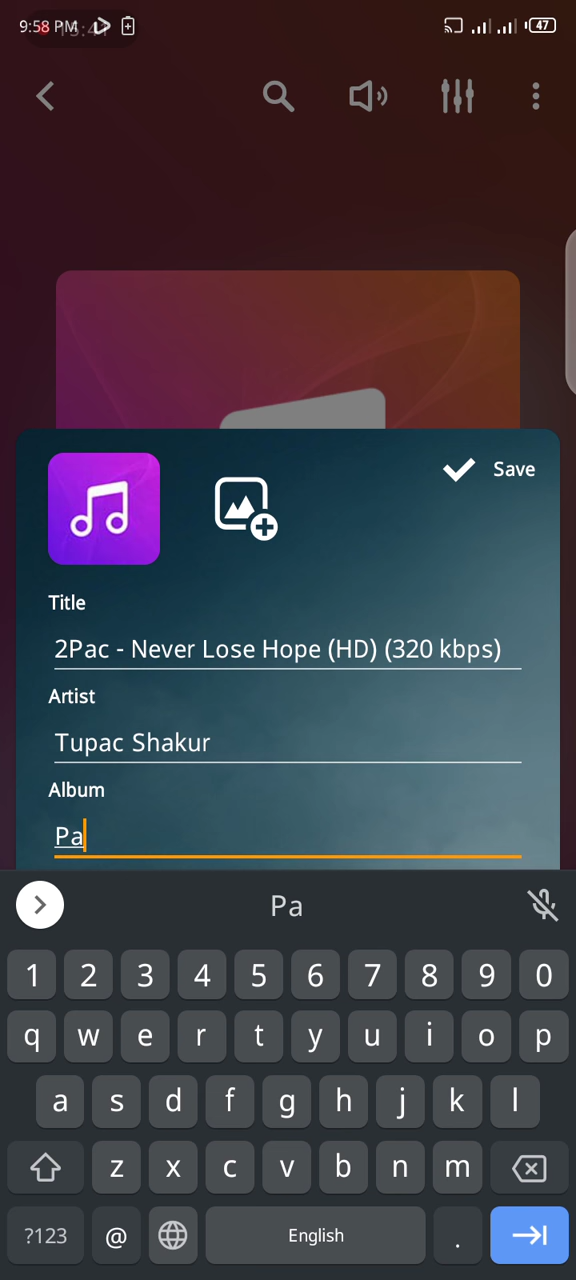 9:58 PM
47
Save
Title
2Pac - Never Lose Hope (HD) (320 kbps)
Artist
Tupac Shakur
Album
Pa
Pa
1 2 3 4 5 6 7 8 9 0
q w e r t y u i o p
a s d f g h j k l
z x c v b n m
?123 @ English .